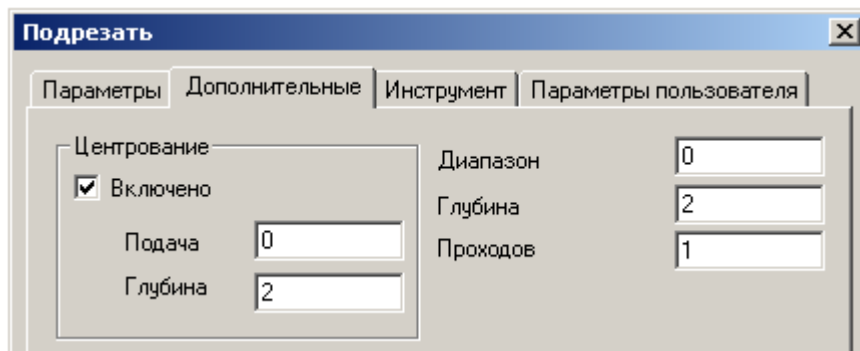 Подрезать
Параметры Дополнительные Инструмент Параметры пользователя
Центрование
Включено
Подача 0
Глубина 2
Диапазон 0
Глубина 2
Проходов 1